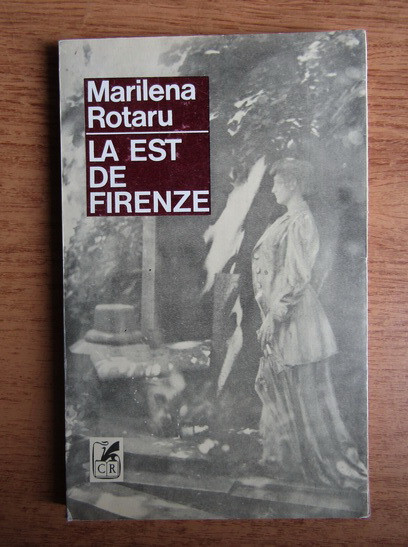 Marilena
Rotaru
LA EST
DE
FIRENZE
CR